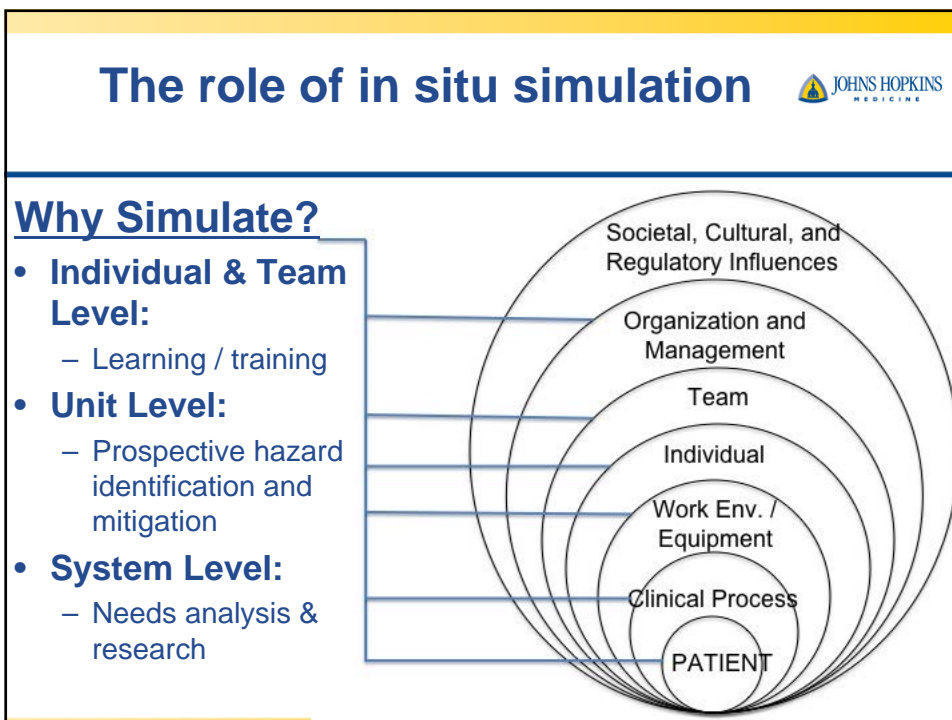 The role of in situ simulation
JOHNS HOPKINS
MEDICINE
Why Simulate?
• Individual & Team
Level:
– Learning / training
• Unit Level:
– Prospective hazard
identification and
mitigation
• System Level:
– Needs analysis &
research
Societal, Cultural, and
Regulatory Influences
Organization and
Management
Team
Individual
Work Env. /
Equipment
Clinical Process
PATIENT